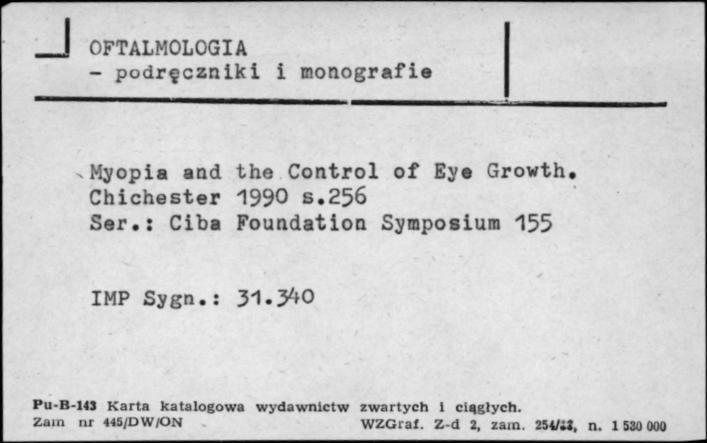 OFTALMOLOGIA
- podręczniki i monografie
Myopia and the Control of Eye Growth.
Chichester 1990 s.256
Ser.: Ciba Foundation Symposium 155
IMP Sygn.: 31.340
Pu-B-143 Karta katalogowa wydawnictw zwartych i ciągłych.
Zam nr 445/DW/ON WZGraf. Z-d 2, zam. n. 1 530 000